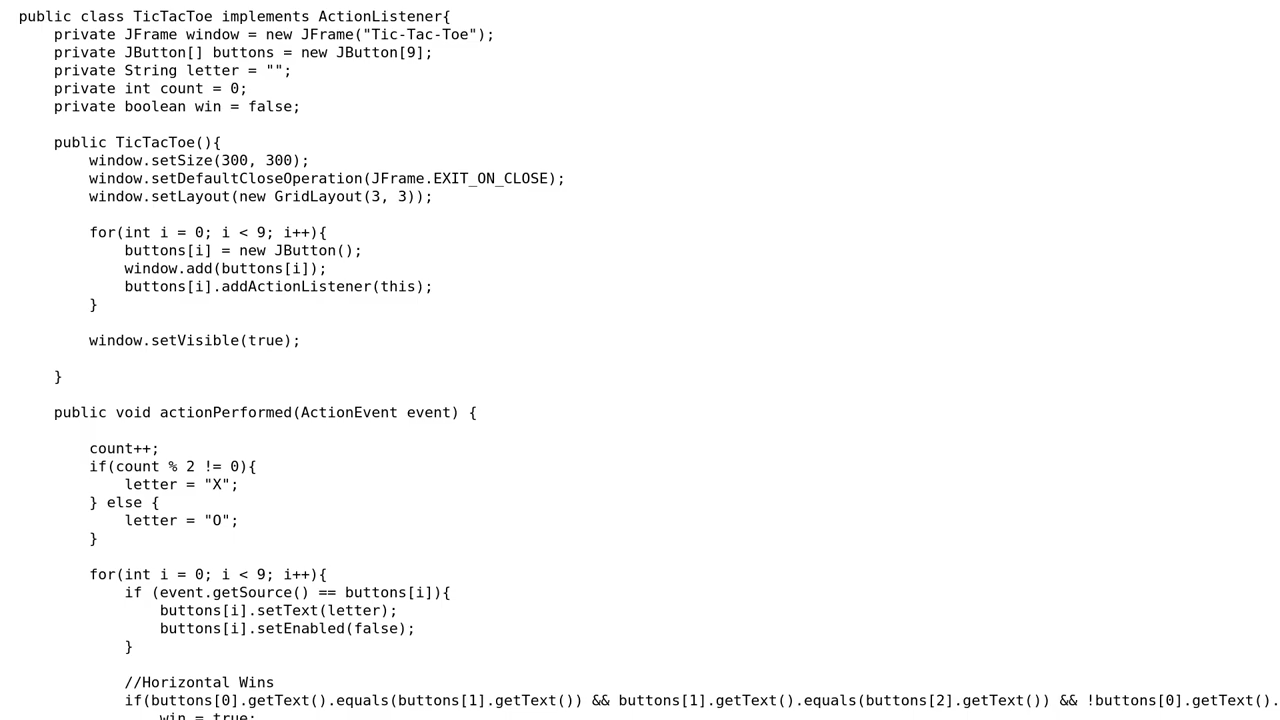 public class TicTacToe implements ActionListener{
    private JFrame window = new JFrame("Tic-Tac-Toe");
    private JButton[] buttons = new JButton[9];
    private String letter = "";
    private int count = 0;
    private boolean win = false;

    public TicTacToe(){
        window.setSize(300, 300);
        window.setDefaultCloseOperation(JFrame.EXIT_ON_CLOSE);
        window.setLayout(new GridLayout(3, 3));

        for(int i = 0; i < 9; i++){
            buttons[i] = new JButton();
            window.add(buttons[i]);
            buttons[i].addActionListener(this);
        }

        window.setVisible(true);

    }

    public void actionPerformed(ActionEvent event) {

        count++;
        if(count % 2 != 0){
            letter = "X";
        } else {
            letter = "O";
        }

        for(int i = 0; i < 9; i++){
            if (event.getSource() == buttons[i]){
                buttons[i].setText(letter);
                buttons[i].setEnabled(false);
            }

            //Horizontal Wins
            if(buttons[0].getText().equals(buttons[1].getText()) && buttons[1].getText().equals(buttons[2].getText()) && !buttons[0].getText().
                win = true;